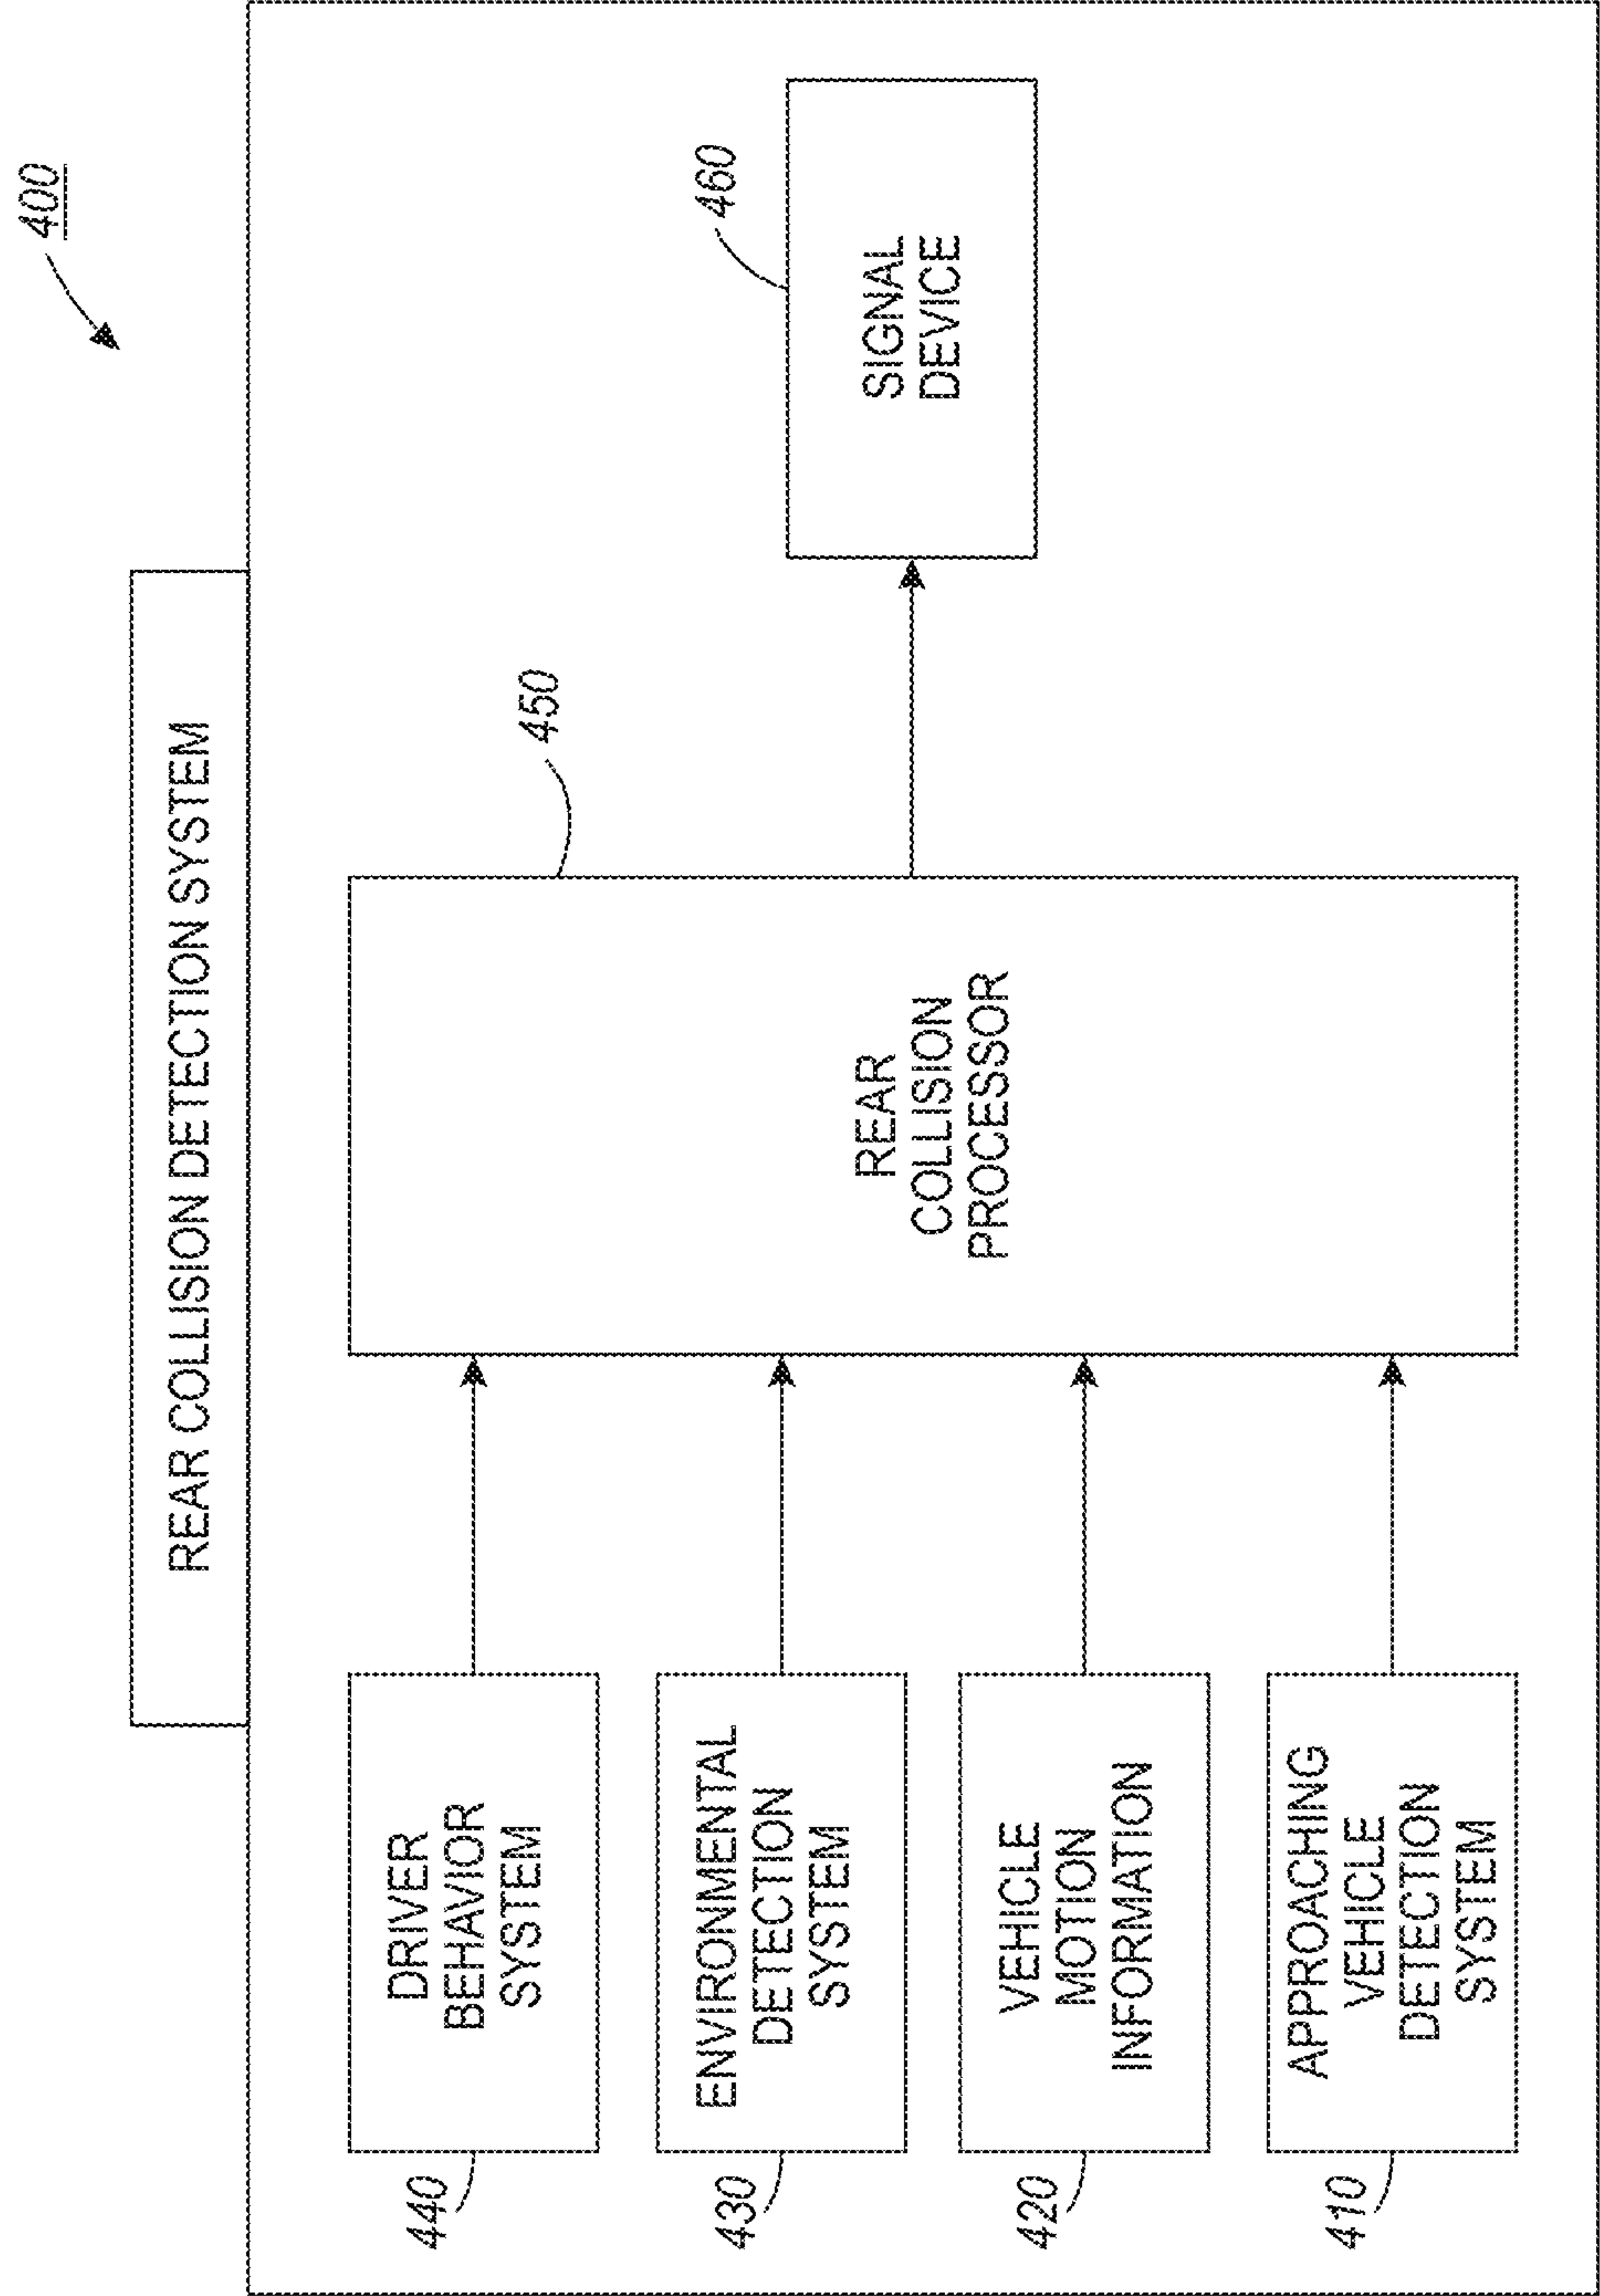 400
REAR COLLISION DETECTION SYSTEM
440
DRIVER
BEHAVIOR
SYSTEM
430
ENVIRONMENTAL
DETECTION
SYSTEM
420
VEHICLE
MOTION
INFORMATION
410
APPROACHING
VEHICLE
DETECTION
SYSTEM
450
REAR
COLLISION
PROCESSOR
460
SIGNAL
DEVICE